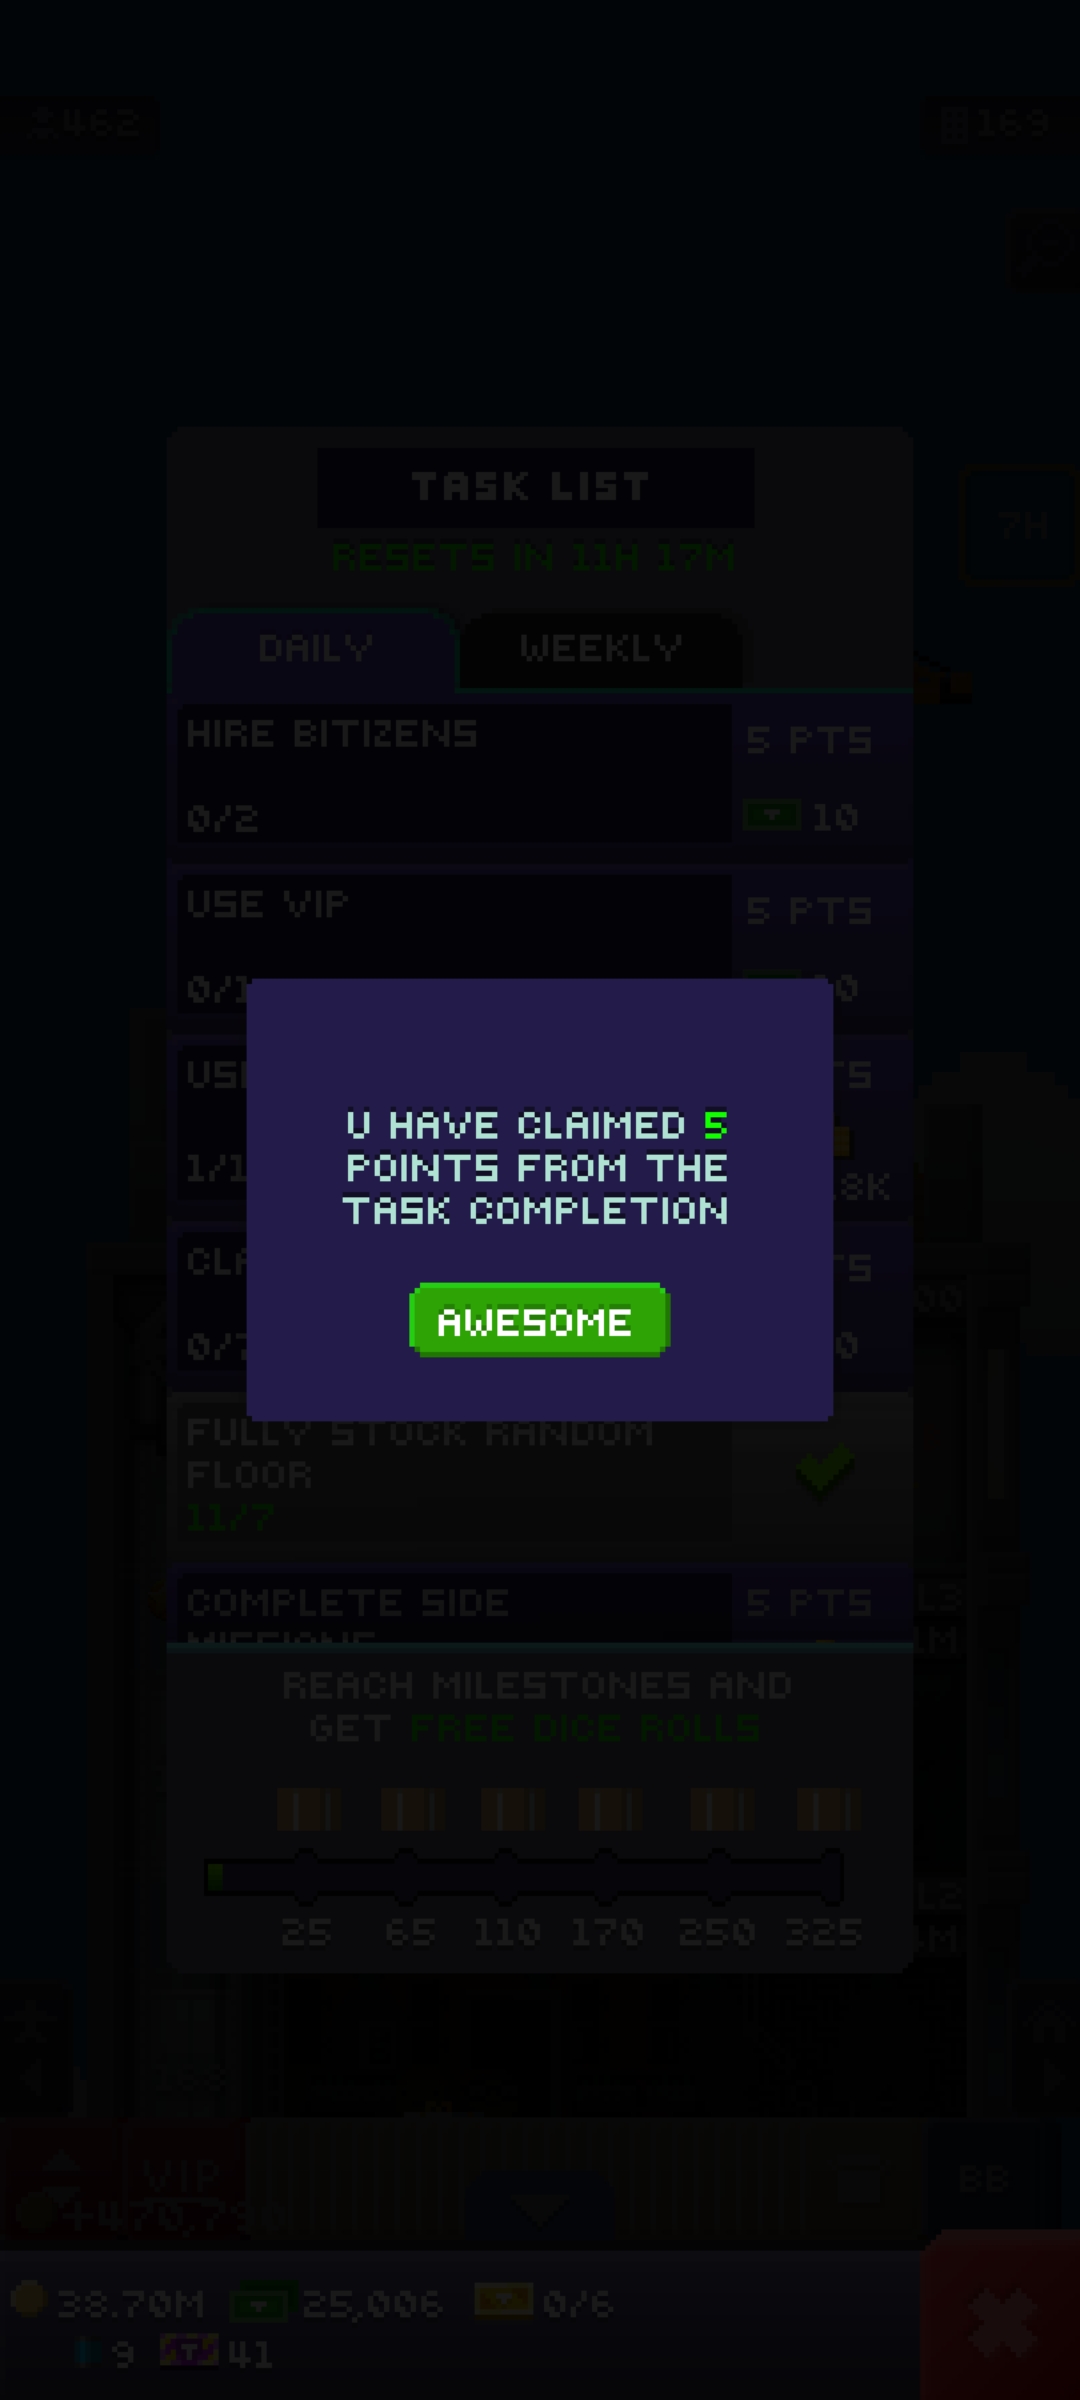 462
169
TASK LIST
7H
RESETS IN 11H 17M
DAILY
WEEKLY
HIRE BITIZENS
5 PTS
0/2
10
USE VIP
5 PTS
U HAVE CLAIMED 5
POINTS FROM THE
TASK COMPLETION
AWESOME
1/1
FULLY STOCK RANDOM
FLOOR
11/7
COMPLETE SIDE
5 PTS
REACH MILESTONES AND
GET FREE DICE ROLLS
25 65 110 170 250 325
VIP
BB
38.70M 25,006 0/6
9 41